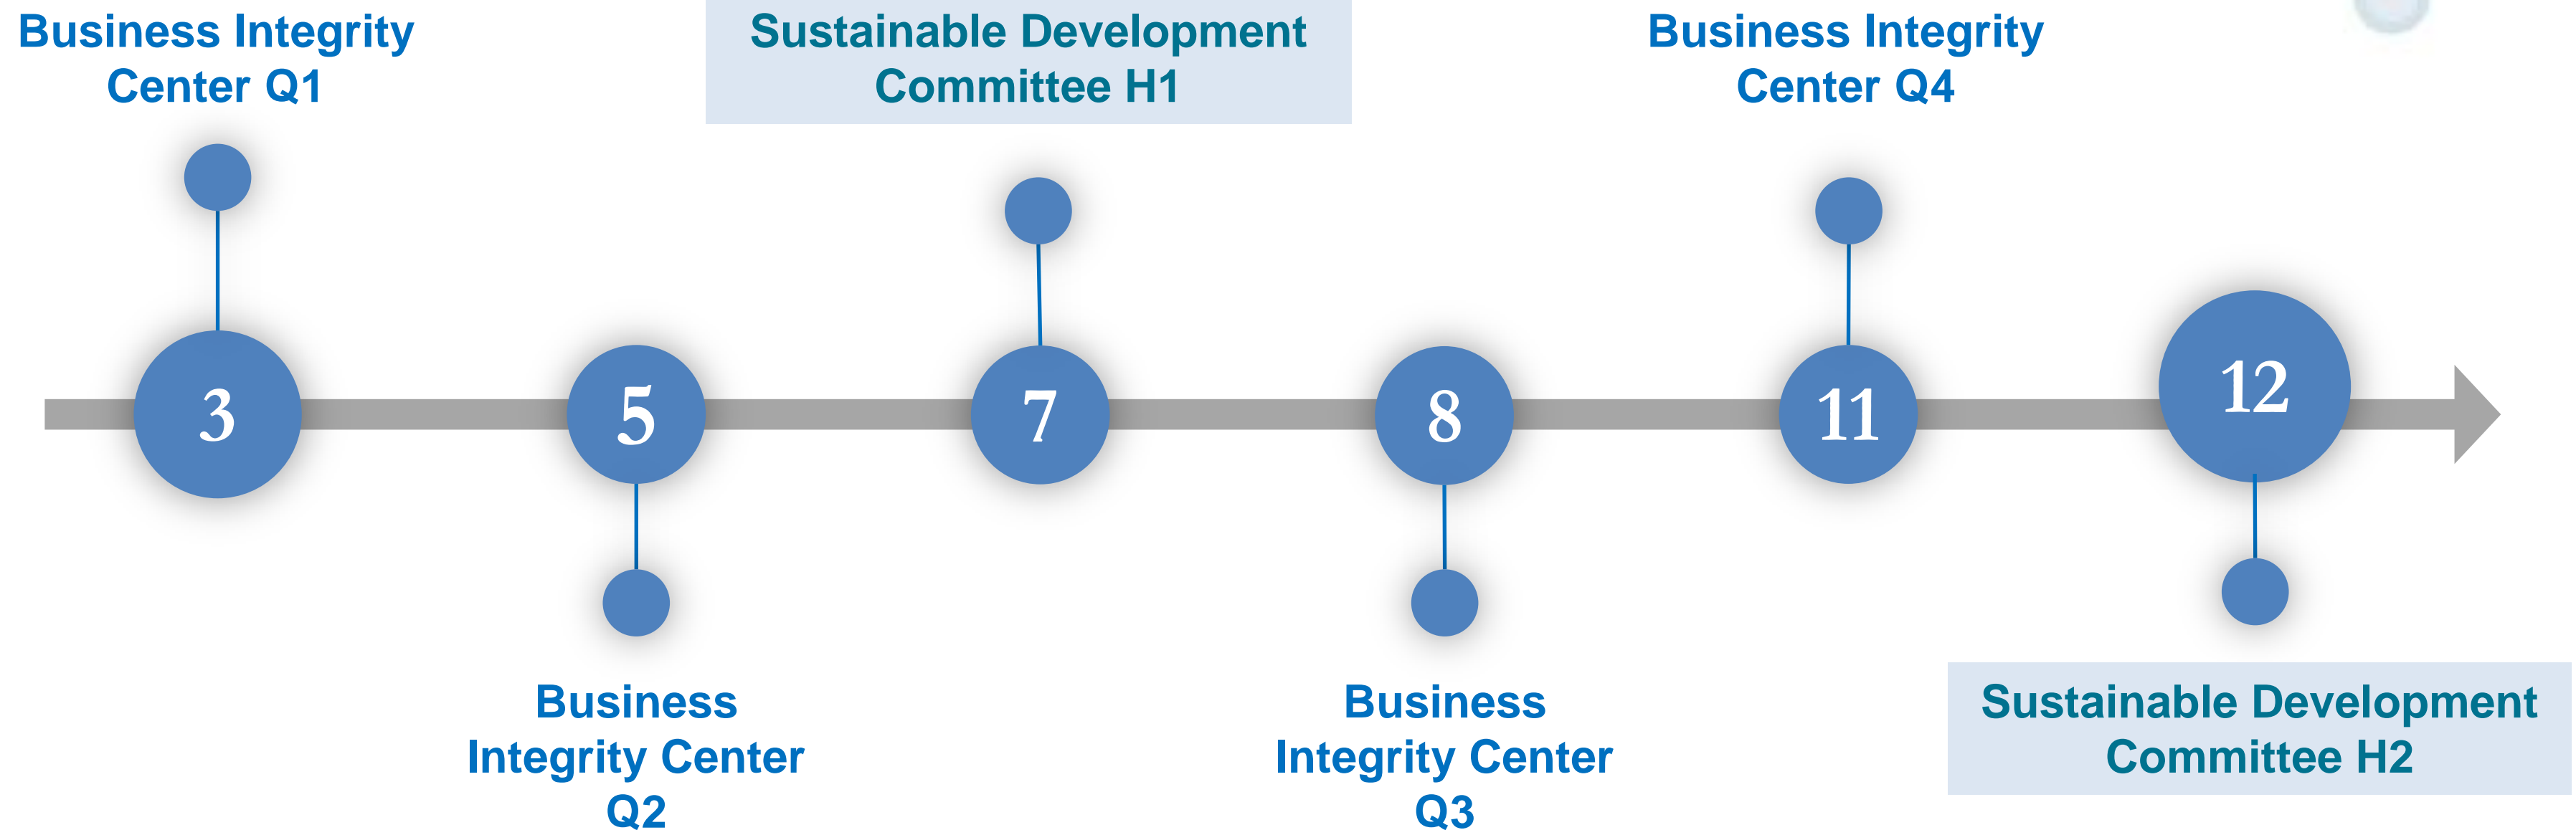 Business Integrity
Center Q1
Sustainable Development
Committee H1
Business Integrity
Center Q4
3
5
7
8
11
12
Business
Integrity Center
Q2
Business
Integrity Center
Q3
Sustainable Development
Committee H2